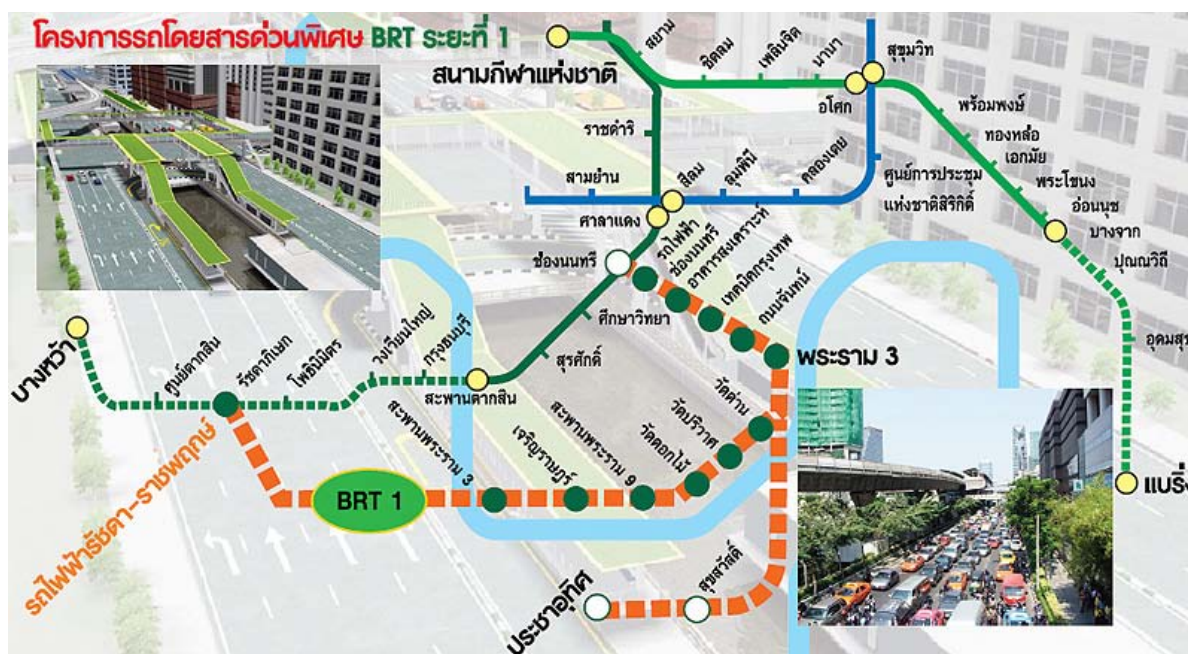 โครงการรถโดยสารด่วนพิเศษ BRT ระยะที่ 1
สนามกีฬาแห่งชาติ
สยาม
ชิดลม
เพลินจิต
นานา
อโศก
สุขุมวิท
พร้อมพงษ์
ทองหล่อ
เอกมัย
พระโขนง
อ่อนนุช
บางจาก
ปุณณวิถี
อุดมสุข
แบริ่ง
ราชดำริ
สามย่าน
สีลม
ลุมพินี
คลองเตย
ศูนย์การประชุม
แห่งชาติสิริกิติ์
ศาลาแดง
ช่องนนทรี
รถไฟฟ้า
ช่องนนทรี
อาคารสงเคราะห์
เทคนิคกรุงเทพ
ถนนจันทน์
พระราม 3
ศึกษาวิทยา
สุรศักดิ์
สะพานตากสิน
กรุงธนบุรี
วงเวียนใหญ่
โพธินิมิตร
รัชดาภิเษก
ศูนย์ตากสิน
บางหว้า
รถไฟฟ้ารัชดา-ราชพฤกษ์
BRT 1
สะพานพระราม 3
เจริญราษฎร์
สะพานพระราม 9
วัดดอกไม้
วัดปริวาศ
วัดด่าน
สุขสวัสดิ์
ประชาอุทิศ